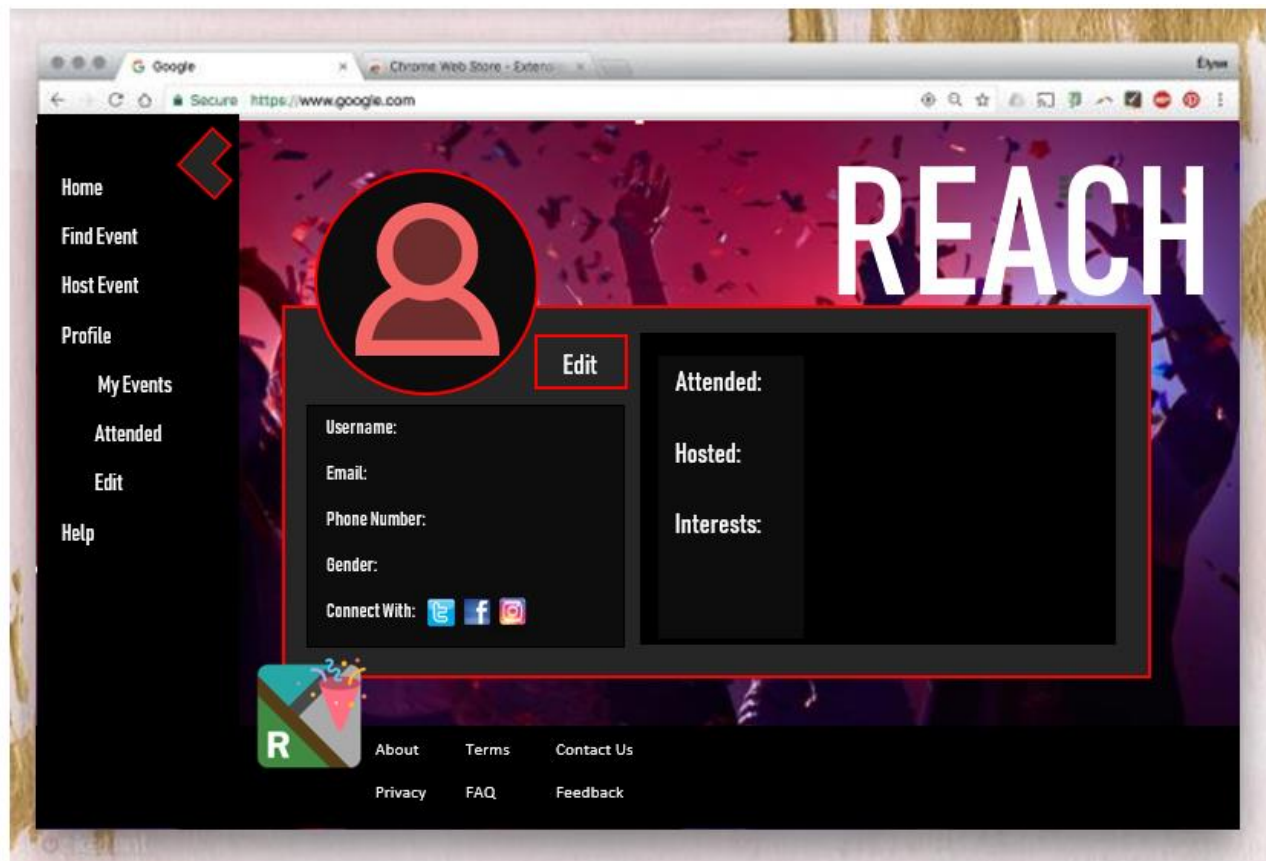 Google
Chrome Web Store - Extens
Secure https://www.google.com
REACH
Home
Find Event
Host Event
Profile
My Events
Attended
Edit
Help
Edit
Username:
Email:
Phone Number:
Gender:
Connect With:
Attended:
Hosted:
Interests:
R
About Terms Contact Us
Privacy FAQ Feedback